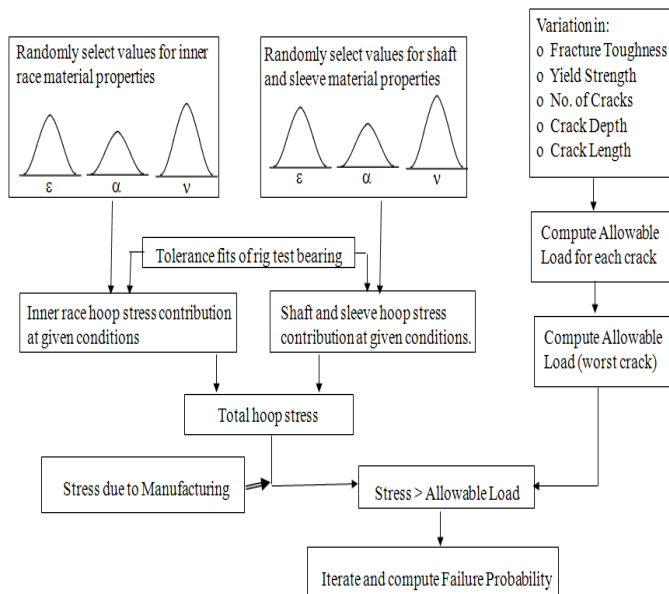 Randomly select values for inner
race material properties
ε α ν
Randomly select values for shaft
and sleeve material properties
ε α ν
Variation in:
o Fracture Toughness
o Yield Strength
o No. of Cracks
o Crack Depth
o Crack Length
Tolerance fits of rig test bearing
Compute Allowable
Load for each crack
Inner race hoop stress contribution
at given conditions
Shaft and sleeve hoop stress
contribution at given conditions.
Compute Allowable
Load (worst crack)
Total hoop stress
Stress due to Manufacturing
Stress > Allowable Load
Iterate and compute Failure Probability